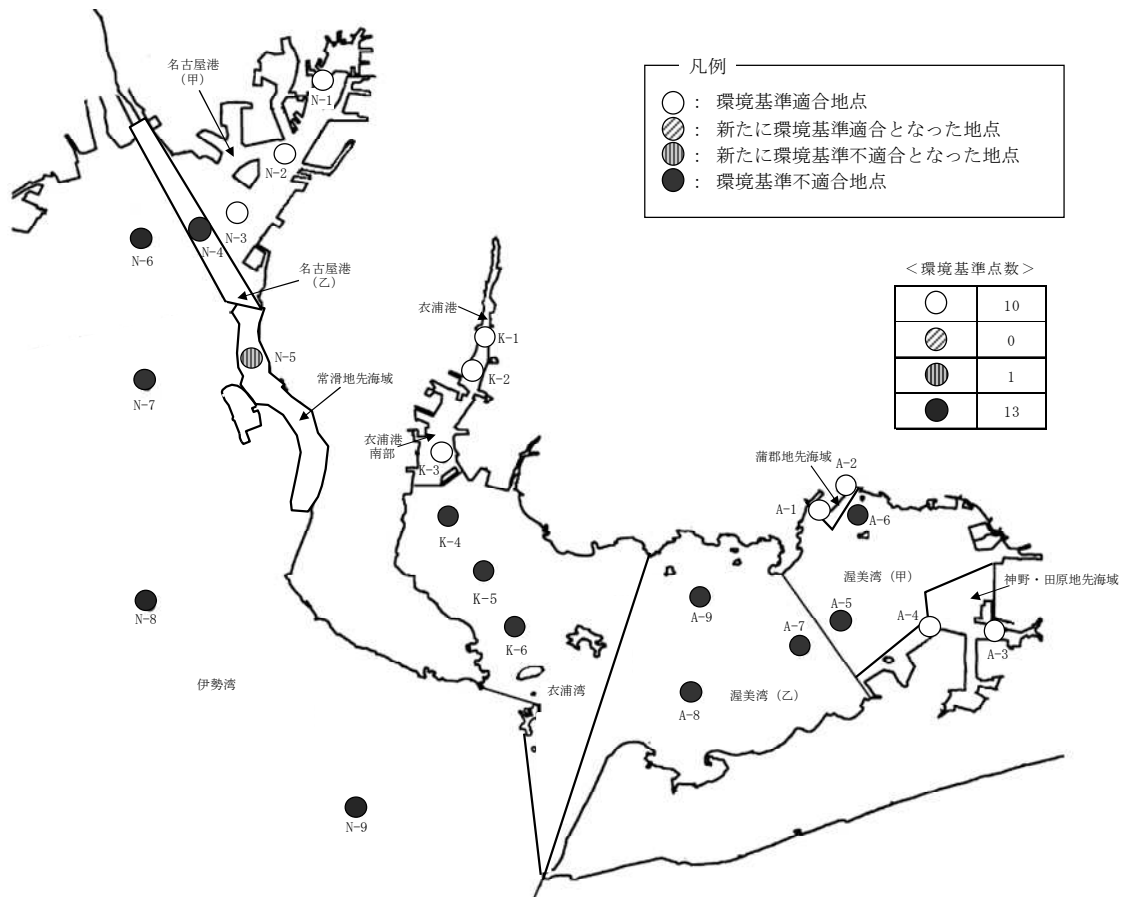 名古屋港
(甲)
N-1
N-2
N-3
N-4
N-6
名古屋港
(乙)
N-5
N-7
常滑地先海域
衣浦港
K-1
K-2
衣浦港
南部
K-3
K-4
K-5
K-6
N-8
伊勢湾
衣浦湾
N-9
凡例
： 環境基準適合地点
： 新たに環境基準適合となった地点
： 新たに環境基準不適合となった地点
： 環境基準不適合地点
＜環境基準点数＞
10
0
1
13
蒲郡地先海域
A-2
A-1
A-6
渥美湾（甲）
神野・田原地先海域
A-9
A-5
A-4
A-7
A-3
A-8
渥美湾（乙）